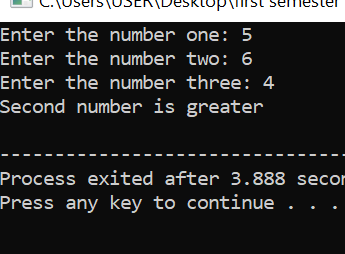 C:\Users\USER\Desktop\first semester
Enter the number one: 5
Enter the number two: 6
Enter the number three: 4
Second number is greater
--------------------------------
Process exited after 3.888 secon
Press any key to continue . . .